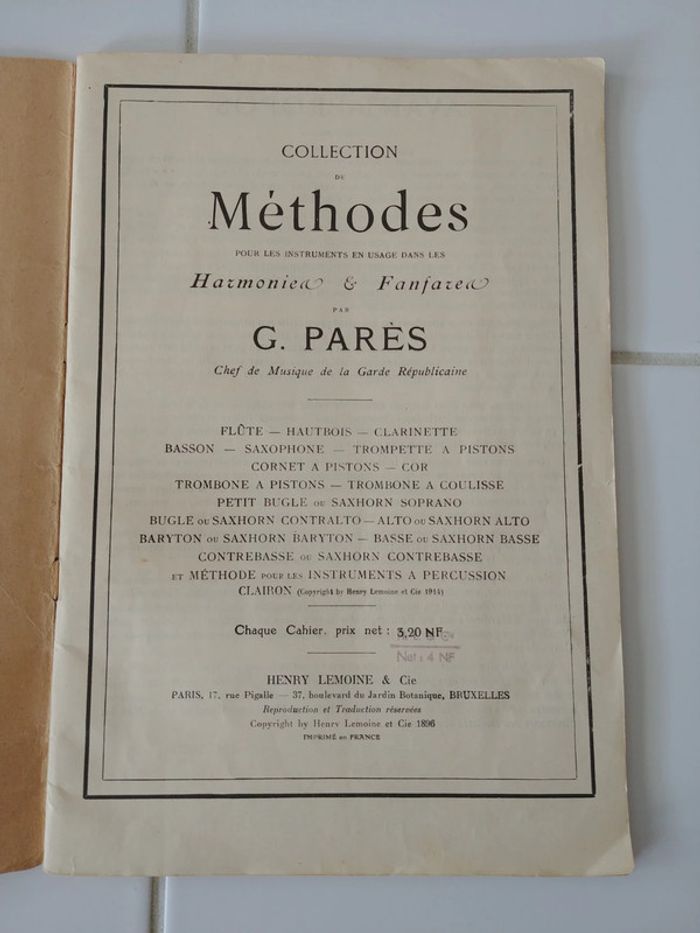 COLLECTION
DE
Méthodes
POUR LES INSTRUMENTS EN USAGE DANS LES
Harmonies & Fanfares
PAR
G. PARÈS
Chef de Musique de la Garde Républicaine
FLÛTE — HAUTBOIS — CLARINETTE
BASSON — SAXOPHONE — TROMPETTE A PISTONS
CORNET A PISTONS — COR
TROMBONE A PISTONS — TROMBONE A COULISSE
PETIT BUGLE OU SAXHORN SOPRANO
BUGLE OU SAXHORN CONTRALTO — ALTO OU SAXHORN ALTO
BARYTON OU SAXHORN BARYTON — BASSE OU SAXHORN BASSE
CONTREBASSE OU SAXHORN CONTREBASSE
ET MÉTHODE POUR LES INSTRUMENTS A PERCUSSION
CLAIRON (Copyright by Henry Lemoine et Cie 1914)
Chaque Cahier, prix net : 3,20 NF
Net : 4 NF
HENRY LEMOINE & Cie
PARIS, 17, rue Pigalle — 37, boulevard du Jardin Botanique, BRUXELLES
Reproduction et Traduction réservées
Copyright by Henry Lemoine et Cie 1896
IMPRIMÉ en FRANCE